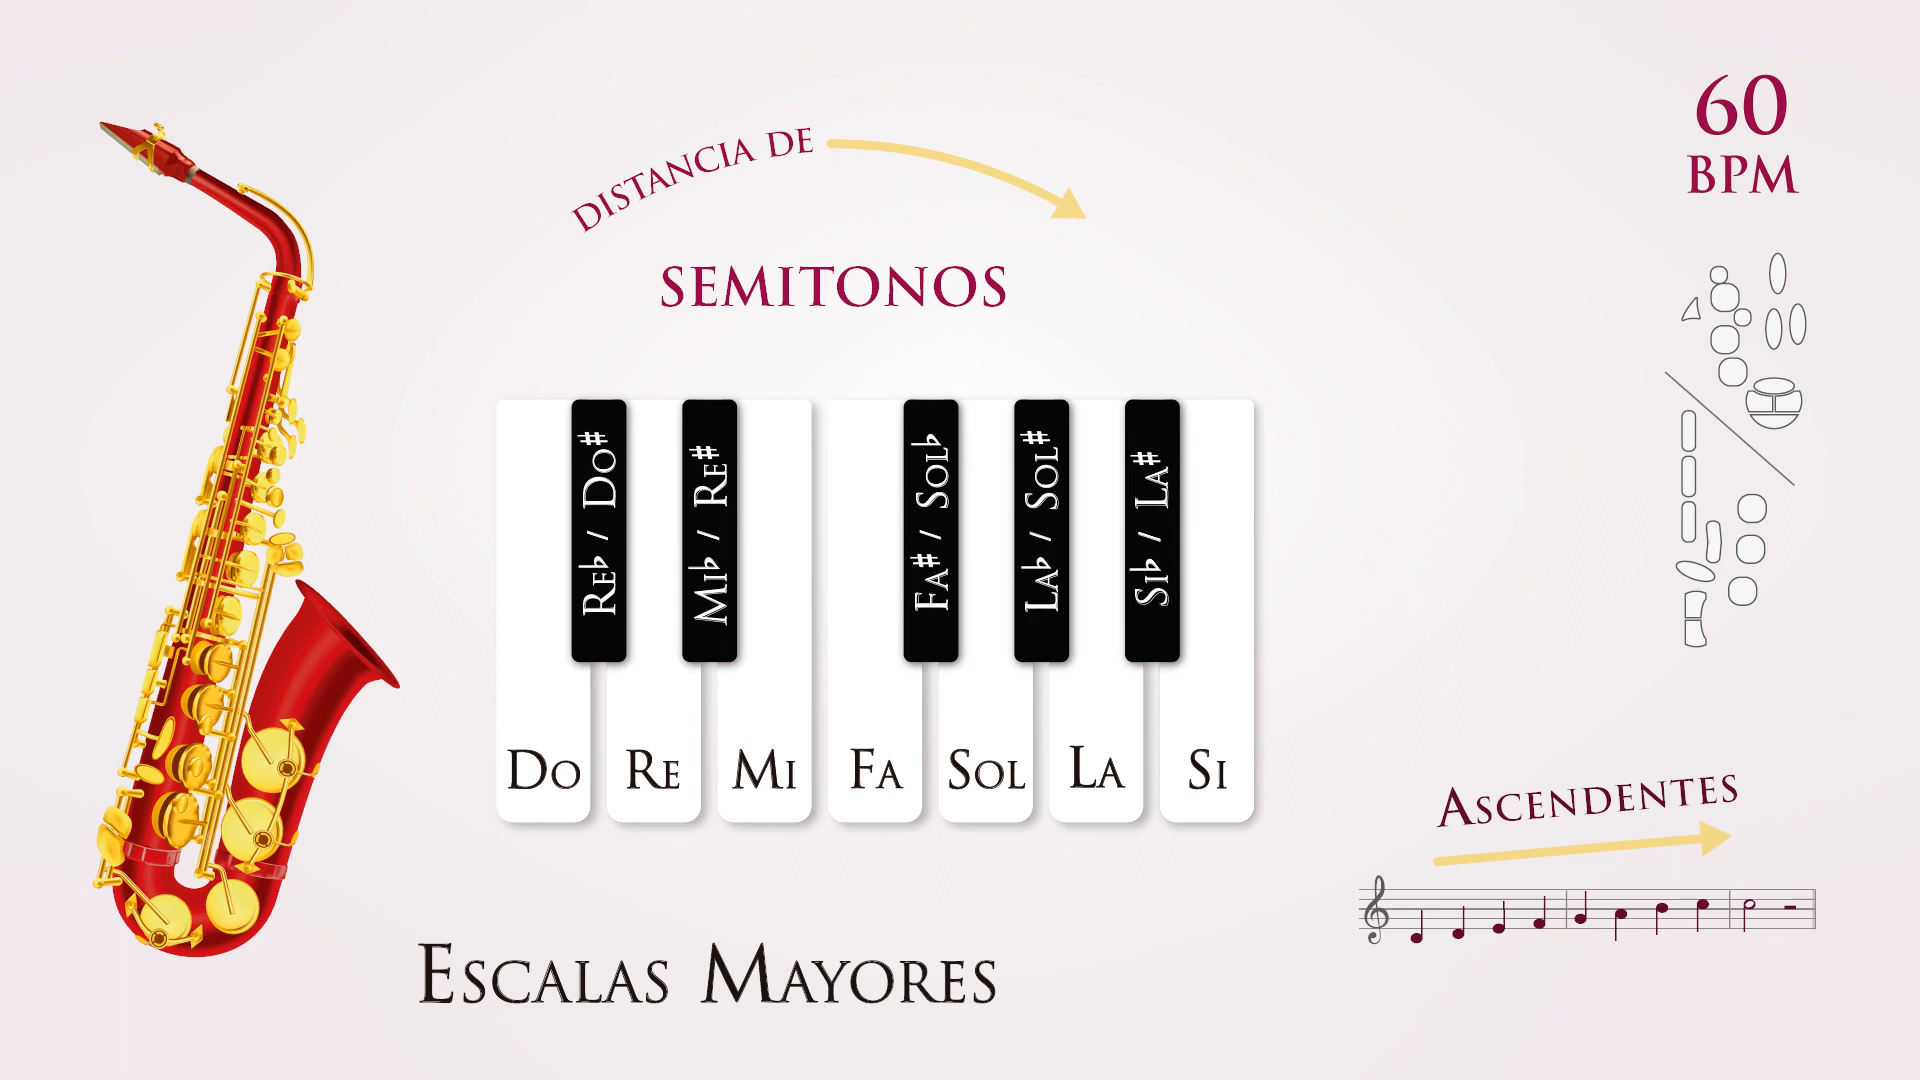 60
BPM
DISTANCIA DE
SEMITONOS
Reb / Do#
Mib / Re#
Fa# / Solb
Lab / Sol#
Sib / La#
Do Re Mi Fa Sol La Si
Ascendentes
Escalas Mayores